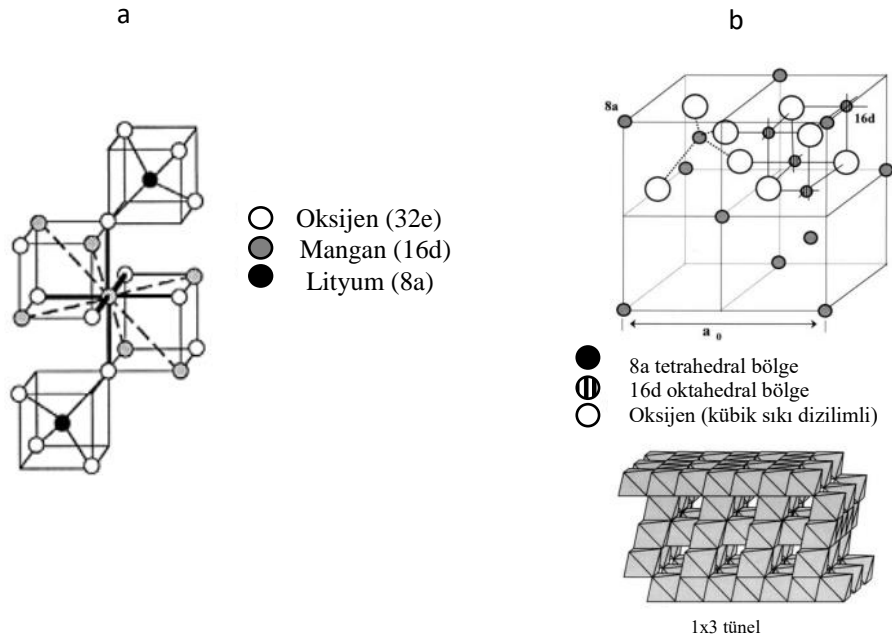 a
Oksijen (32e)
Mangan (16d)
Lityum (8a)
b
8a
16d
a 0
8a tetrahedral bölge
16d oktahedral bölge
Oksijen (kübik sıkı dizilimli)
1x3 tünel